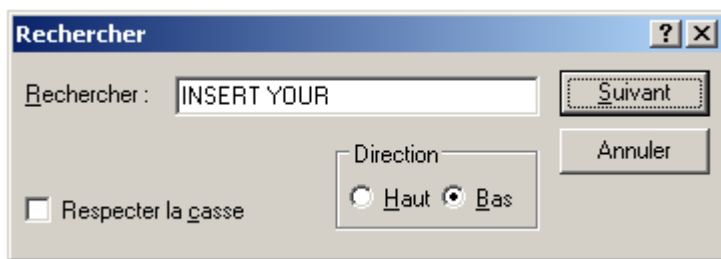 Rechercher
Rechercher : INSERT YOUR Suivant
Direction Annuler
Respecter la casse Haut Bas